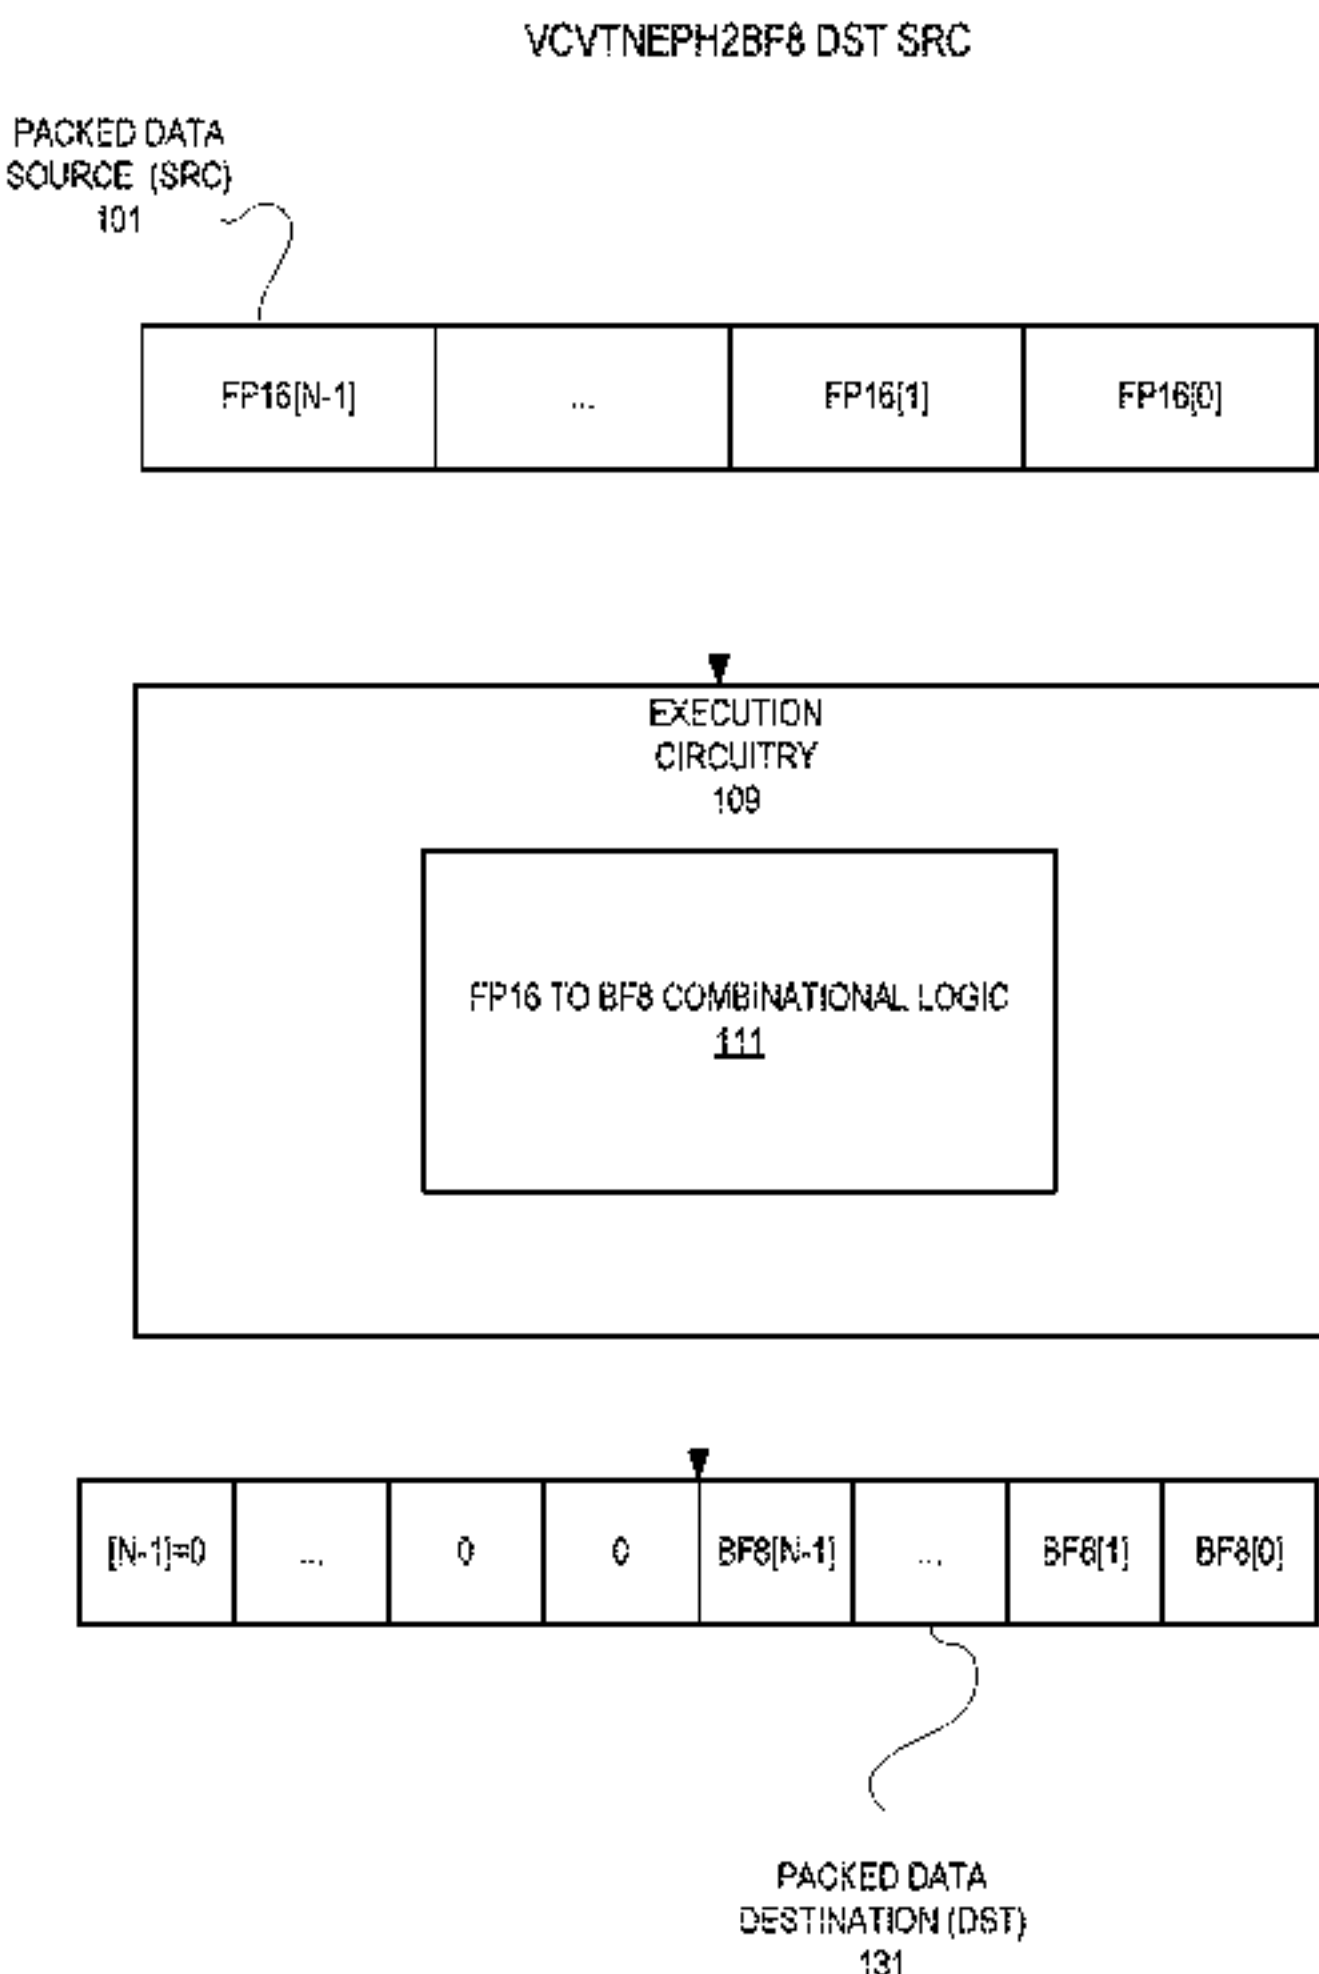 VCVTNEPH2BF8 DST SRC
PACKED DATA
SOURCE (SRC)
101
FP16[N-1] ... FP16[1] FP16[0]
EXECUTION
CIRCUITRY
109
FP16 TO BF8 COMBINATIONAL LOGIC
111
[N-1]=0 ... 0 0 BF8[N-1] ... BF8[1] BF8[0]
PACKED DATA
DESTINATION (DST)
131